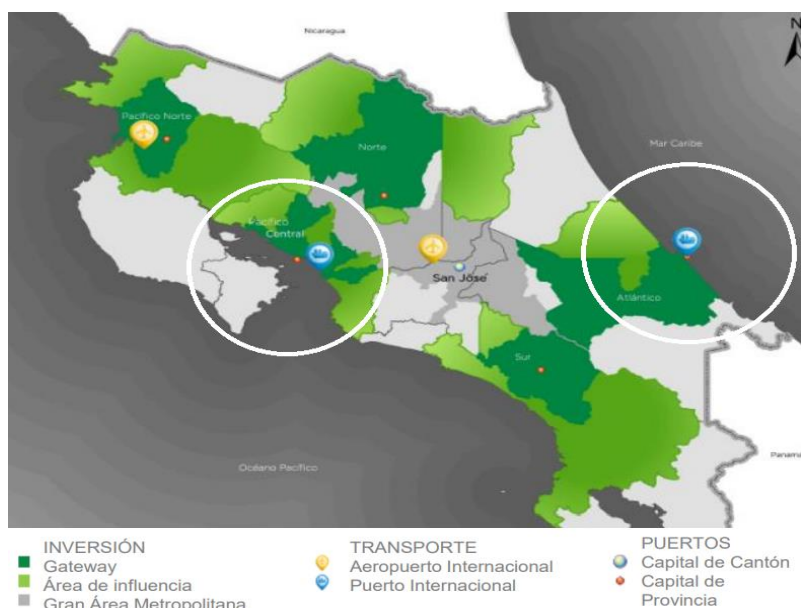 Nicaragua
N
Pacífico Norte
Norte
Mar Caribe
Pacífico
Central
San José
Atlántico
Sur
Océano Pacífico
Panama
INVERSIÓN
Gateway
Área de influencia
Gran Área Metropolitana
TRANSPORTE
Aeropuerto Internacional
Puerto Internacional
PUERTOS
Capital de Cantón
Capital de
Provincia